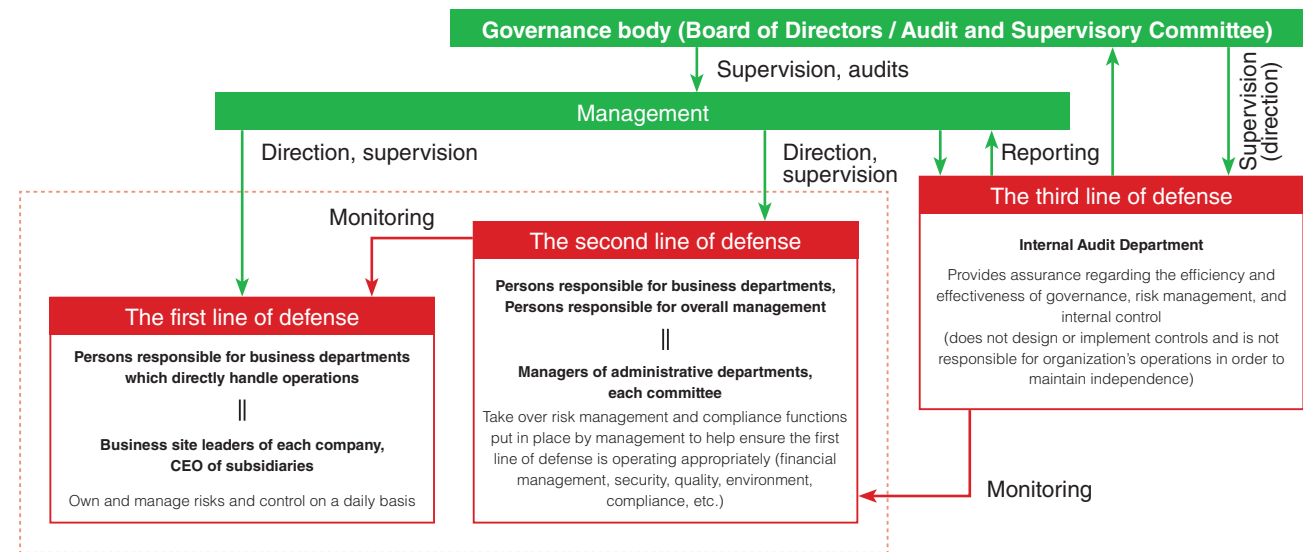 Governance body (Board of Directors / Audit and Supervisory Committee)
Supervision, audits
Supervision
(direction)
Management
Direction, supervision
Direction,
supervision
Reporting
Monitoring
The first line of defense
Persons responsible for business departments
which directly handle operations
||
Business site leaders of each company,
CEO of subsidiaries
Own and manage risks and control on a daily basis
The second line of defense
Persons responsible for business departments,
Persons responsible for overall management
||
Managers of administrative departments,
each committee
Take over risk management and compliance functions
put in place by management to help ensure the first
line of defense is operating appropriately (financial
management, security, quality, environment,
compliance, etc.)
The third line of defense
Internal Audit Department
Provides assurance regarding the efficiency and
effectiveness of governance, risk management, and
internal control
(does not design or implement controls and is not
responsible for organization's operations in order to
maintain independence)
Monitoring